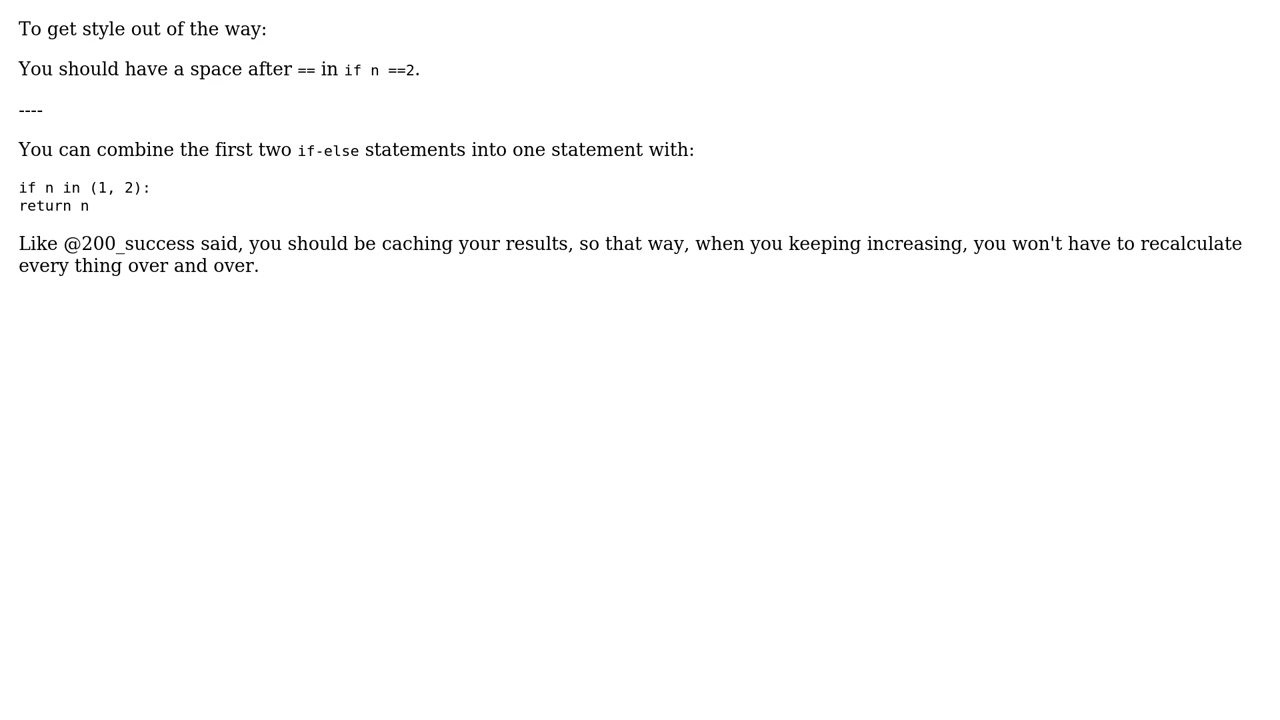 To get style out of the way:
You should have a space after == in if n ==2.
----
You can combine the first two if-else statements into one statement with:
if n in (1, 2):
return n
Like @200_success said, you should be caching your results, so that way, when you keeping increasing, you won't have to recalculate
every thing over and over.